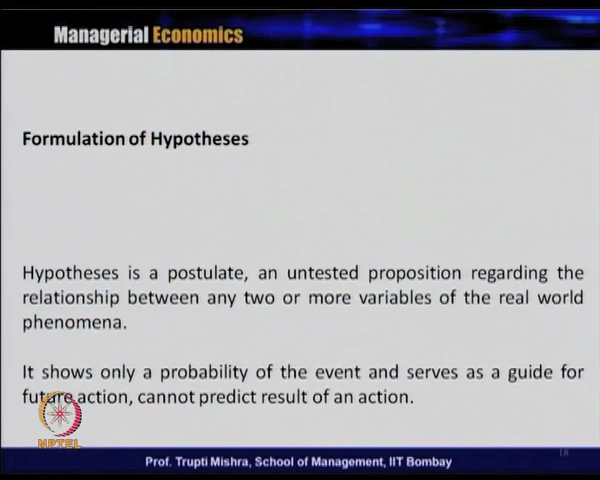 Managerial Economics
Formulation of Hypotheses
Hypotheses is a postulate, an untested proposition regarding the
relationship between any two or more variables of the real world
phenomena.
It shows only a probability of the event and serves as a guide for
future action, cannot predict result of an action.
NPTEL
Prof. Trupti Mishra, School of Management, IIT Bombay
18